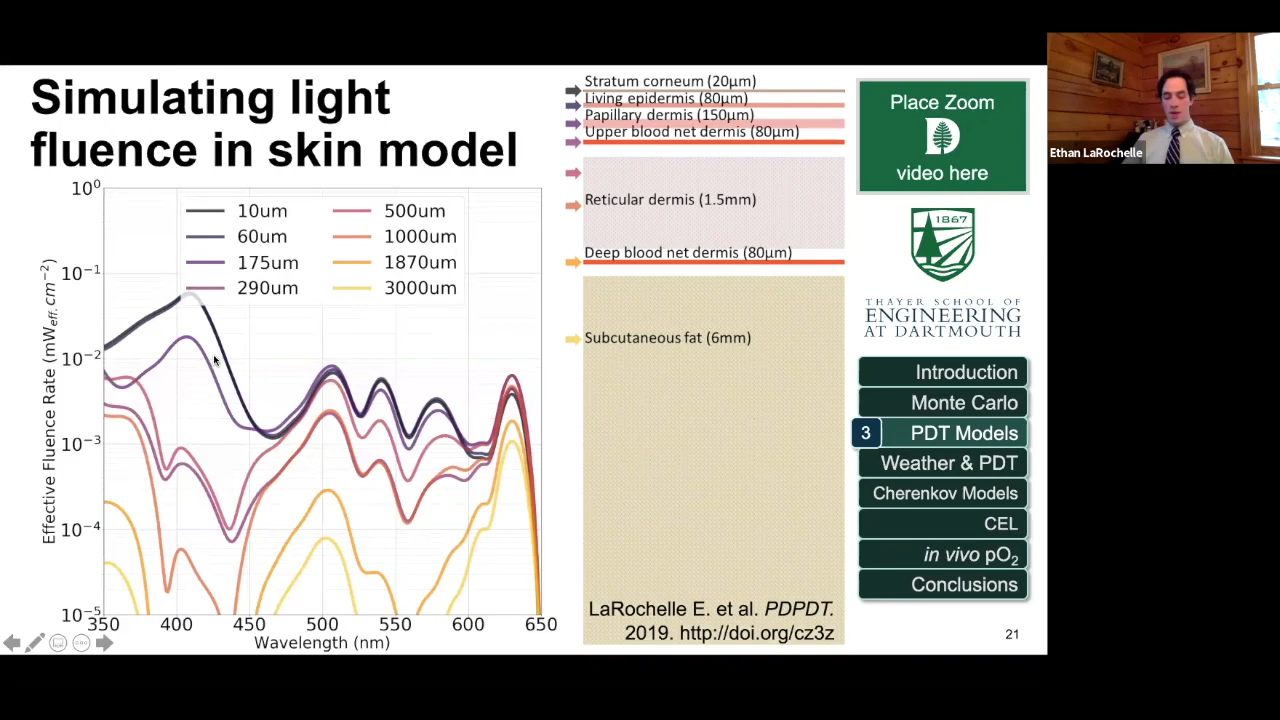 Simulating light
fluence in skin model
10⁰
10⁻¹
10⁻²
10⁻³
10⁻⁴
10⁻⁵
Effective Fluence Rate (mW_eff. cm⁻²)
10um
60um
175um
290um
500um
1000um
1870um
3000um
350
400
450
500
550
600
650
Wavelength (nm)
Stratum corneum (20µm)
Living epidermis (80µm)
Papillary dermis (150µm)
Upper blood net dermis (80µm)
Reticular dermis (1.5mm)
Deep blood net dermis (80µm)
Subcutaneous fat (6mm)
LaRochelle E. et al. PDPDT.
2019. http://doi.org/cz3z
Place Zoom
D
video here
1867
THAYER SCHOOL OF
ENGINEERING
AT DARTMOUTH
Introduction
Monte Carlo
3 PDT Models
Weather & PDT
Cherenkov Models
CEL
in vivo pO₂
Conclusions
21
Ethan LaRochelle